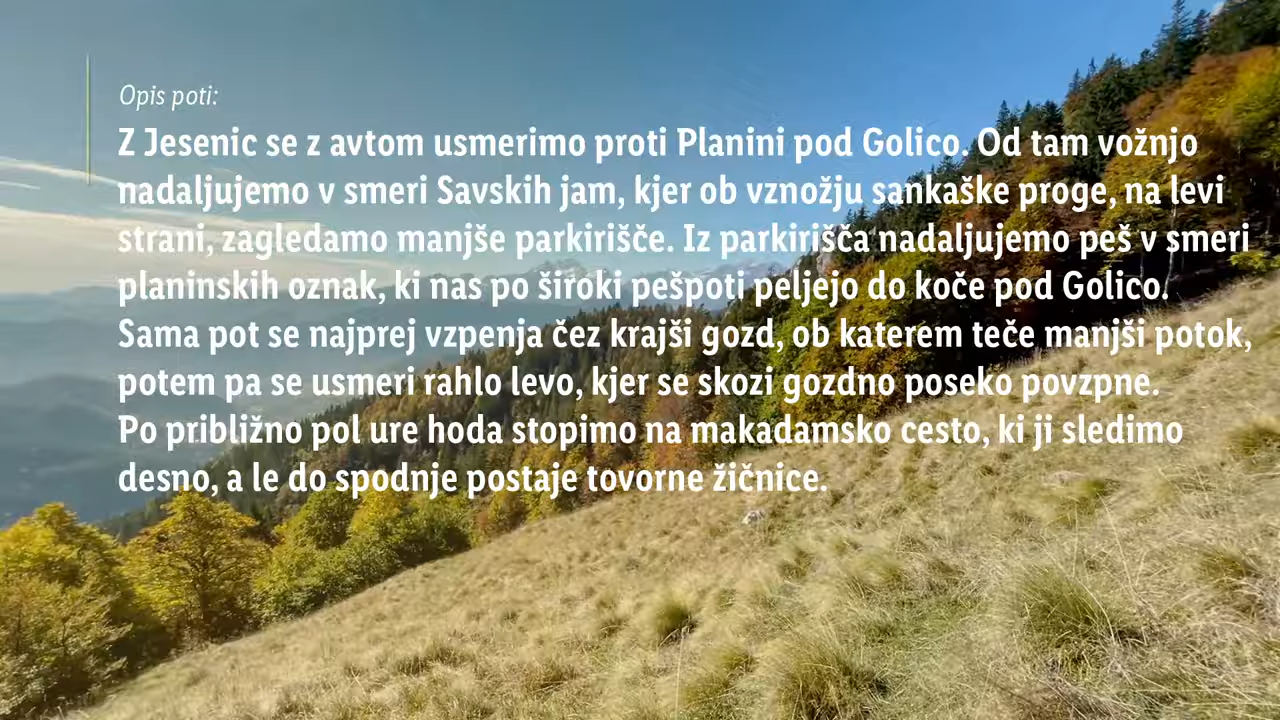 Opis poti:
Z Jesenic se z avtom usmerimo proti Planini pod Golico. Od tam vožnjo
nadaljujemo v smeri Savskih jam, kjer ob vznožju sankaške proge, na levi
strani, zagledamo manjše parkirišče. Iz parkirišča nadaljujemo peš v smeri
planinskih oznak, ki nas po široki pešpoti peljejo do koče pod Golico.
Sama pot se najprej vzpenja čez krajši gozd, ob katerem teče manjši potok,
potem pa se usmeri rahlo levo, kjer se skozi gozdno poseko povzpne.
Po približno pol ure hoda stopimo na makadamsko cesto, ki ji sledimo
desno, a le do spodnje postaje tovorne žičnice.